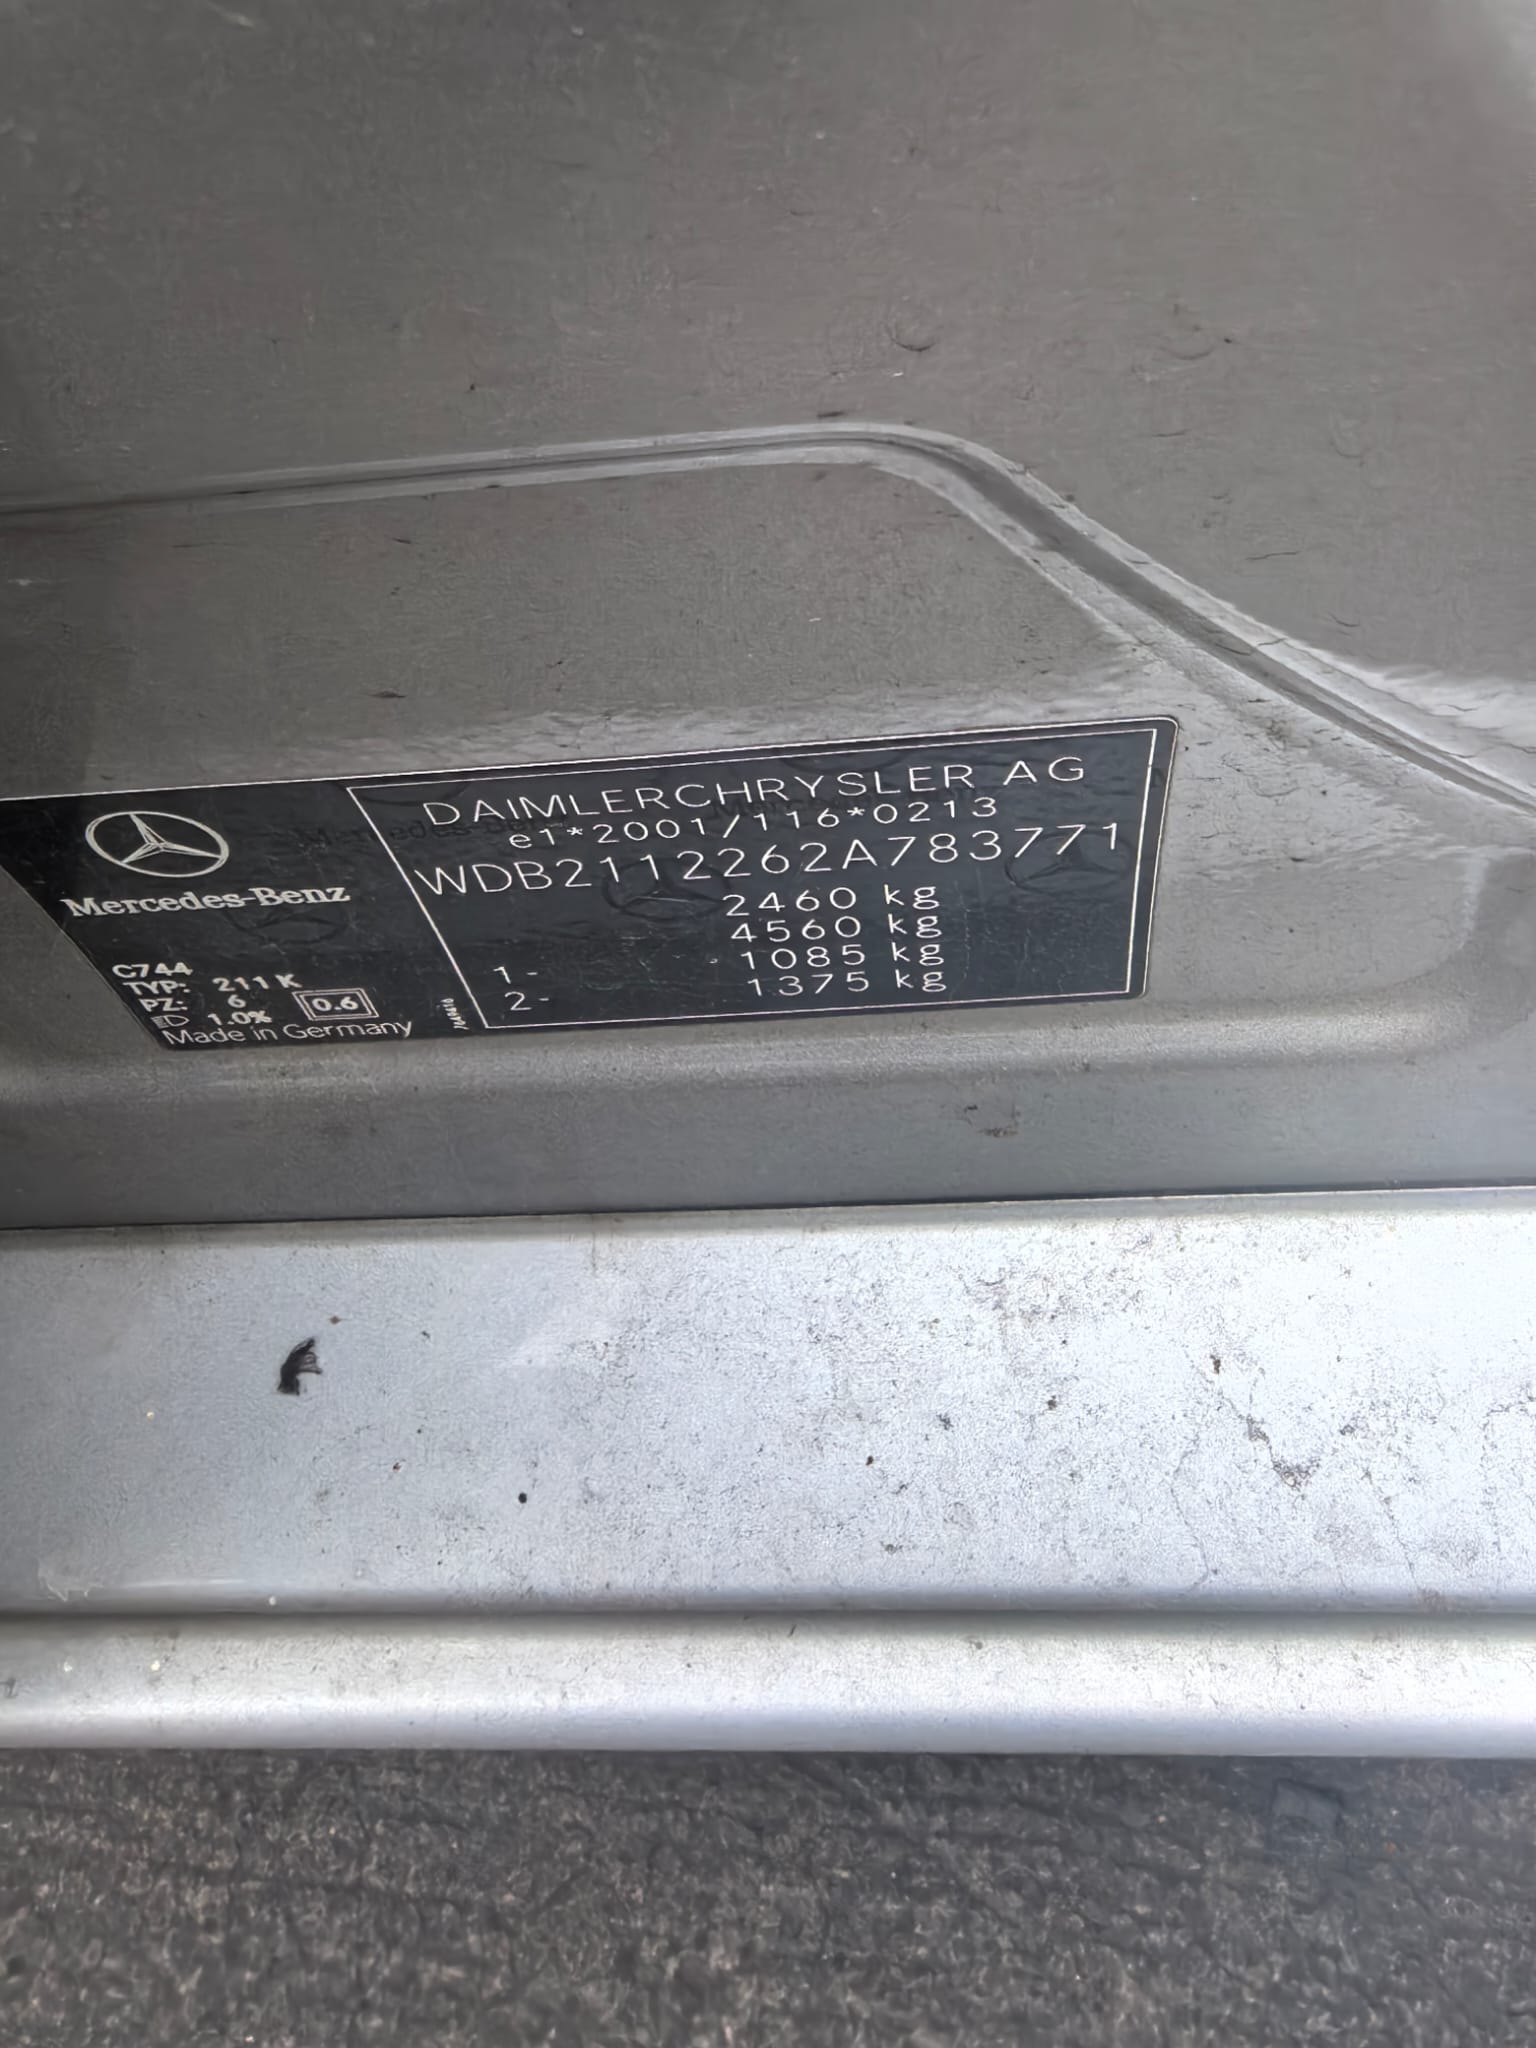 Mercedes-Benz
C744
TYP: 211 K
PZ: 6
1.0%
0.6
Made in Germany
DAIMLERCHRYSLER AG
e1*2001/116*0213
WDB2112262A783771
2460 kg
4560 kg
1- 1085 kg
2- 1375 kg